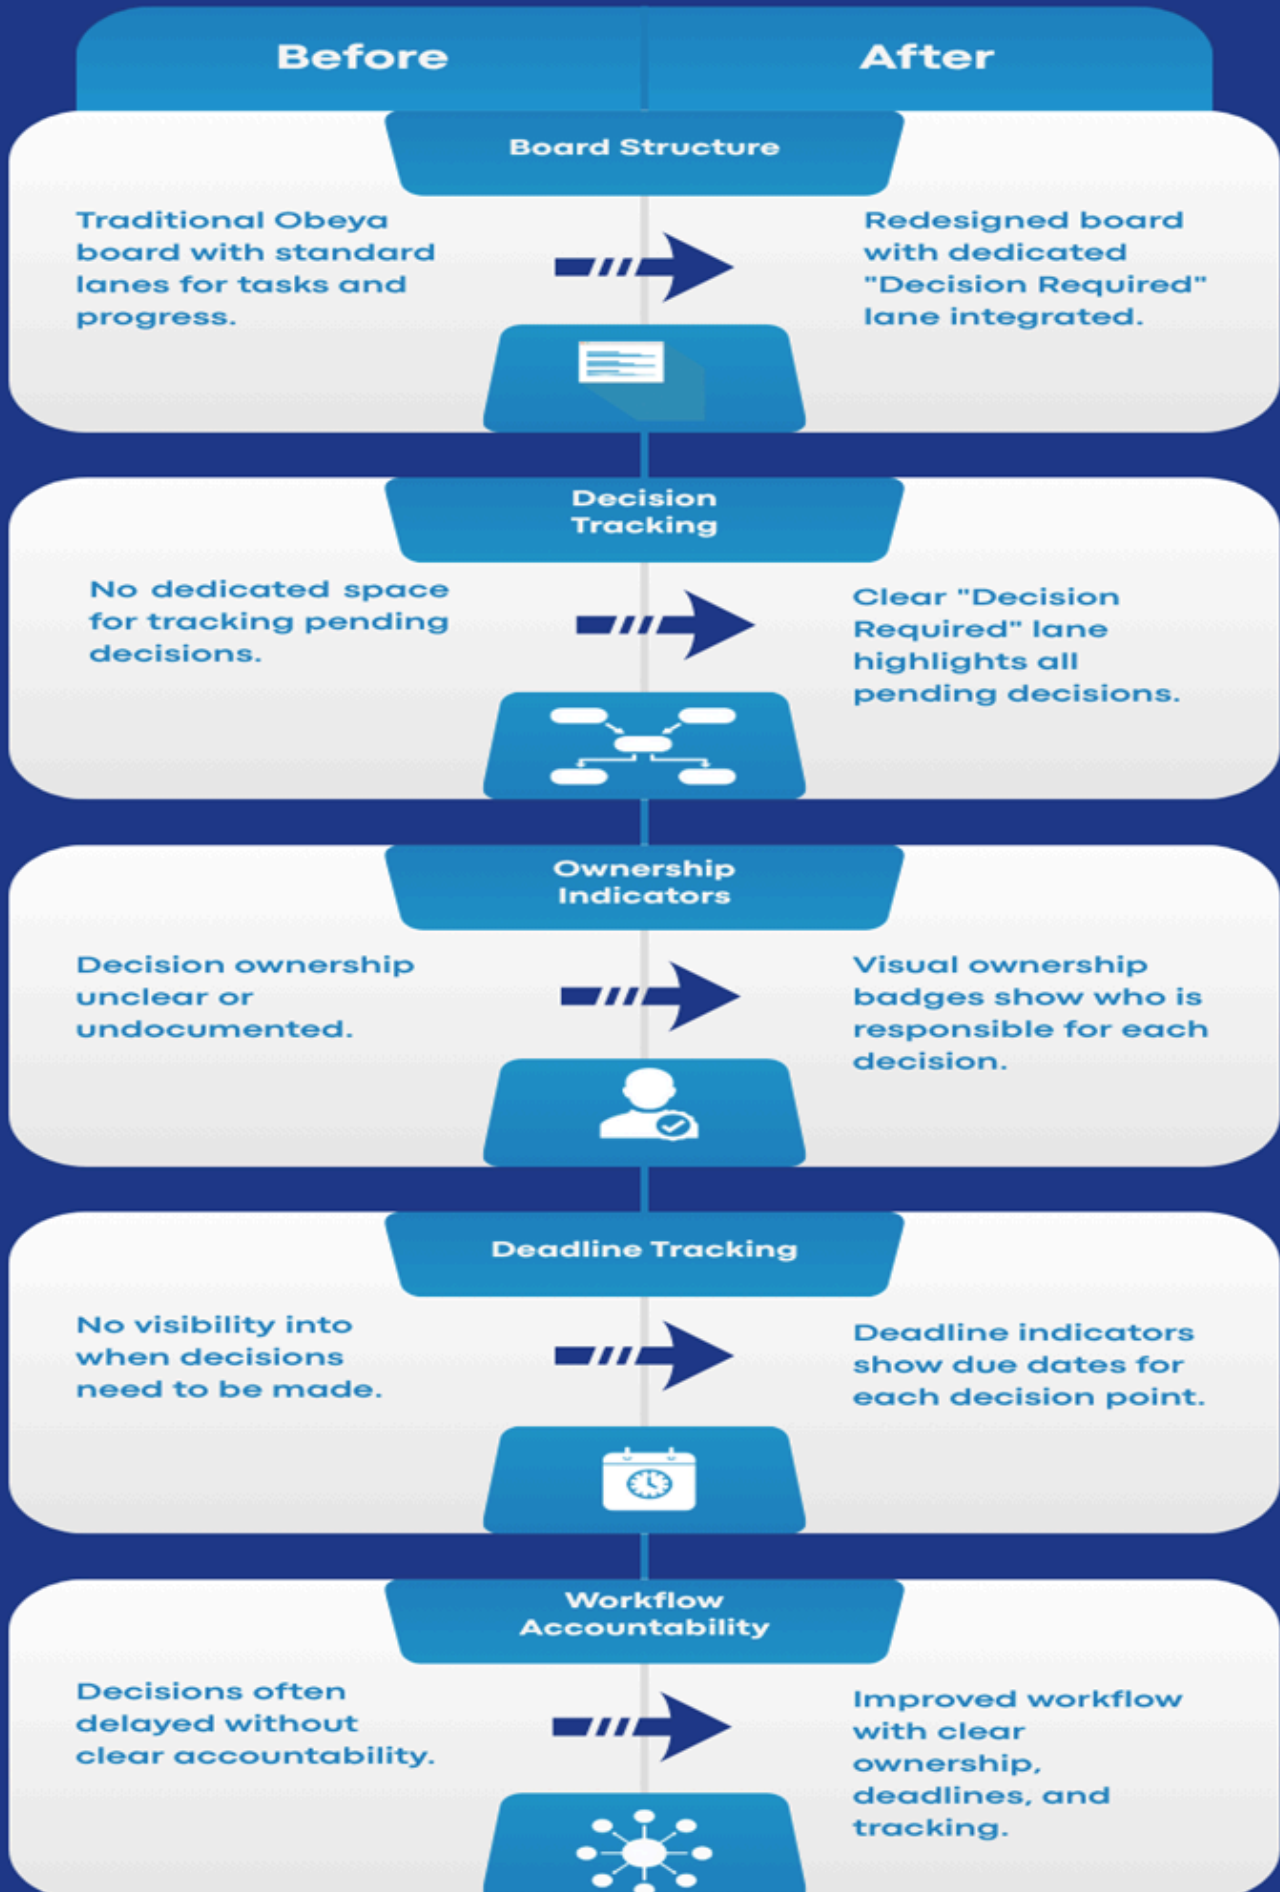 Before
After
Board Structure
Traditional Obeya
board with standard
lanes for tasks and
progress.
Redesigned board
with dedicated
"Decision Required"
lane integrated.
Decision
Tracking
No dedicated space
for tracking pending
decisions.
Clear "Decision
Required" lane
highlights all
pending decisions.
Ownership
Indicators
Decision ownership
unclear or
undocumented.
Visual ownership
badges show who is
responsible for each
decision.
Deadline Tracking
No visibility into
when decisions
need to be made.
Deadline indicators
show due dates for
each decision point.
Workflow
Accountability
Decisions often
delayed without
clear accountability.
Improved workflow
with clear
ownership,
deadlines, and
tracking.